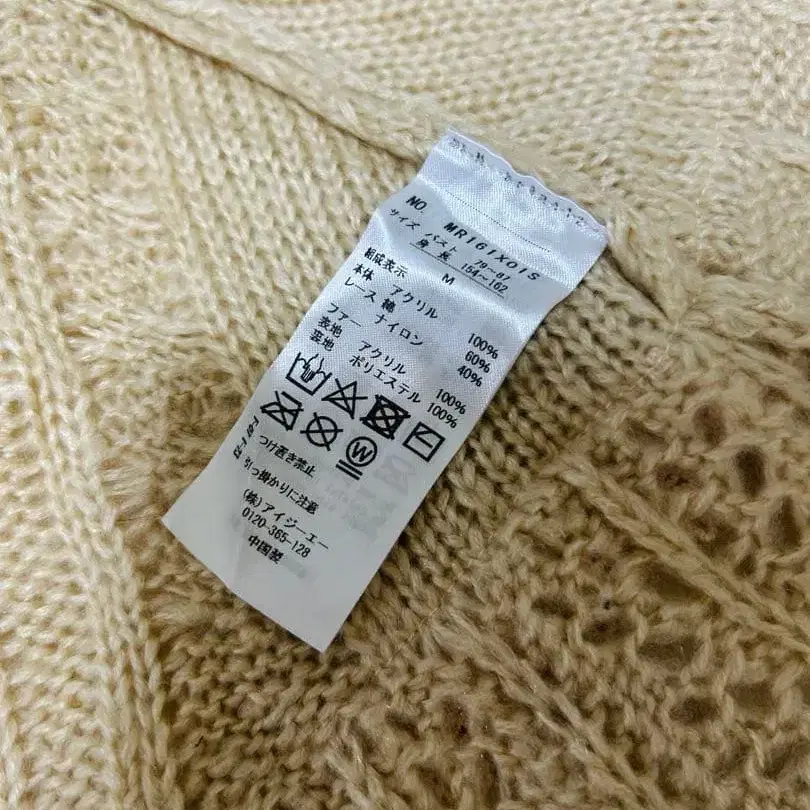 NO. MR161X01S
サイズ バスト 79~87
身長 154~162
M
組成表示
本体 アクリル 100%
レース 綿 60%
ナイロン 40%
ファー
表地 アクリル 100%
裏地 ポリエステル 100%
W
つけ置き禁止
引っ掛かりに注意
(株)アイジーエー
0120-365-128
中国製